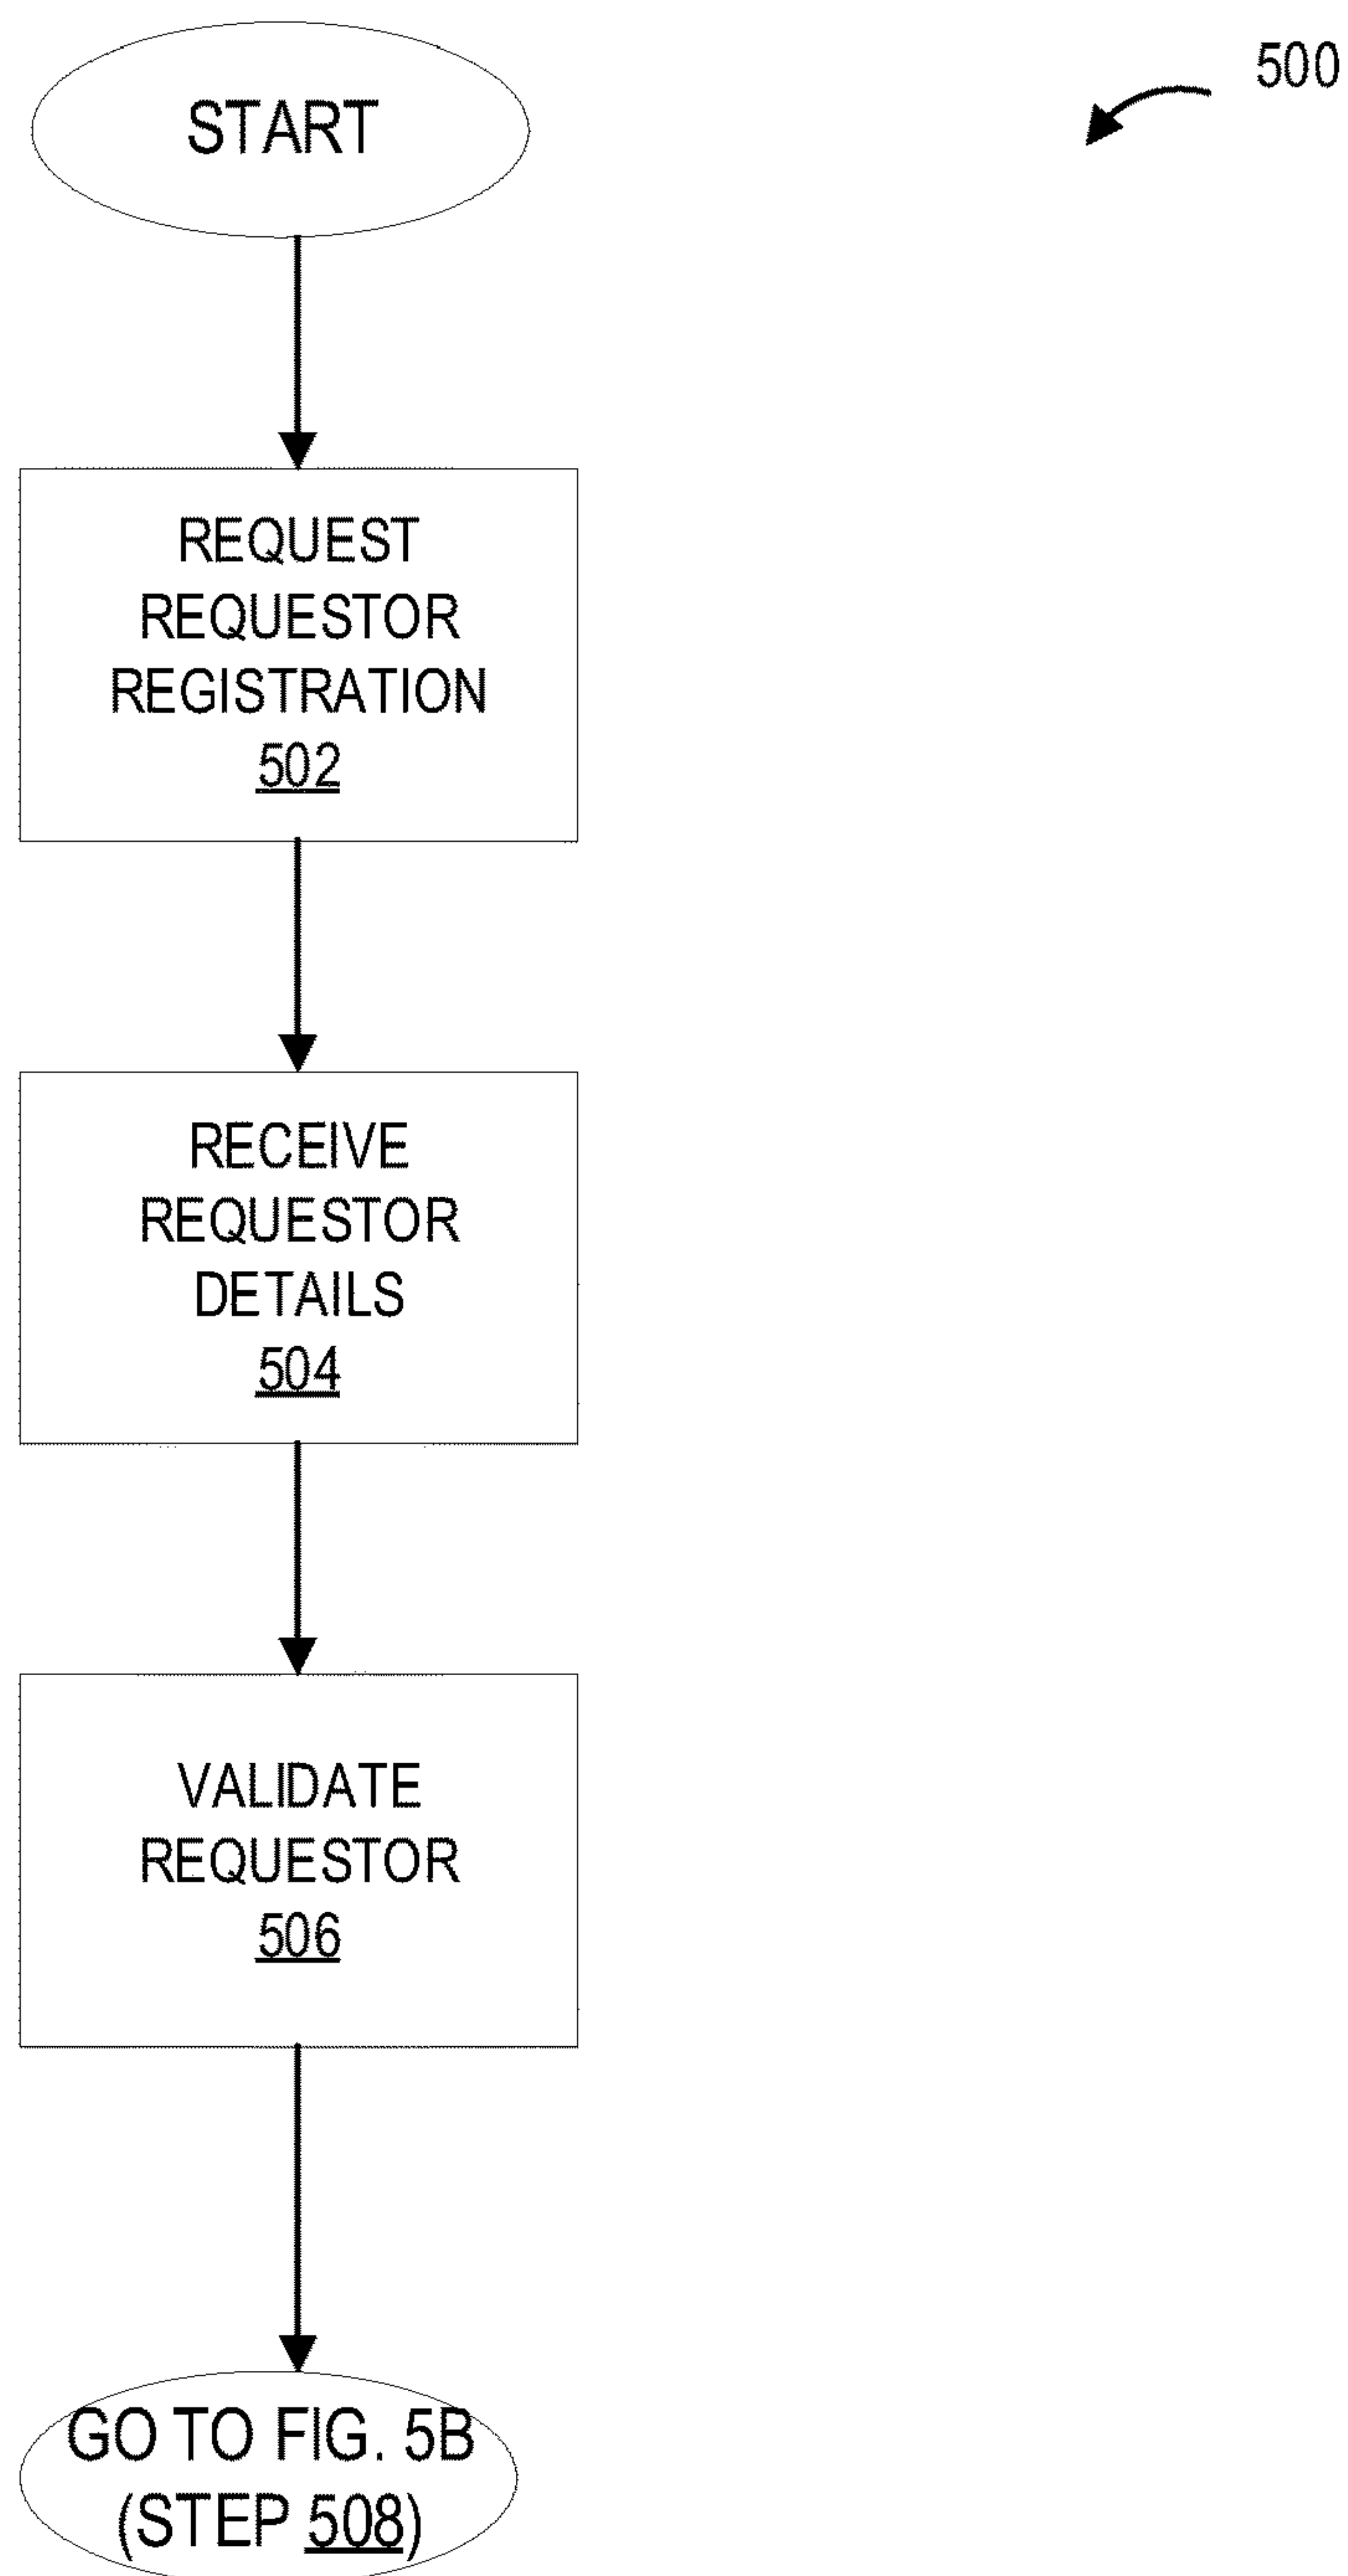 START
500
REQUEST
REQUESTOR
REGISTRATION
502
RECEIVE
REQUESTOR
DETAILS
504
VALIDATE
REQUESTOR
506
GO TO FIG. 5B
(STEP 508)